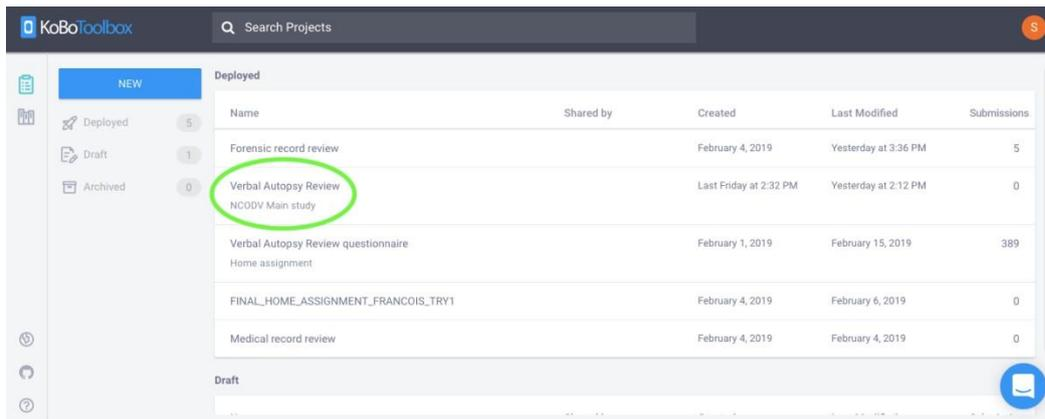 KoBoToolbox
Search Projects
S
NEW
Deployed 5
Draft 1
Archived 0
Deployed
Name Shared by Created Last Modified Submissions
Forensic record review February 4, 2019 Yesterday at 3:36 PM 5
Verbal Autopsy Review Last Friday at 2:32 PM Yesterday at 2:12 PM 0
NCODV Main study
Verbal Autopsy Review questionnaire February 1, 2019 February 15, 2019 389
Home assignment
FINAL_HOME_ASSIGNMENT_FRANCOIS_TRY1 February 4, 2019 February 6, 2019 0
Medical record review February 4, 2019 February 4, 2019 0
Draft